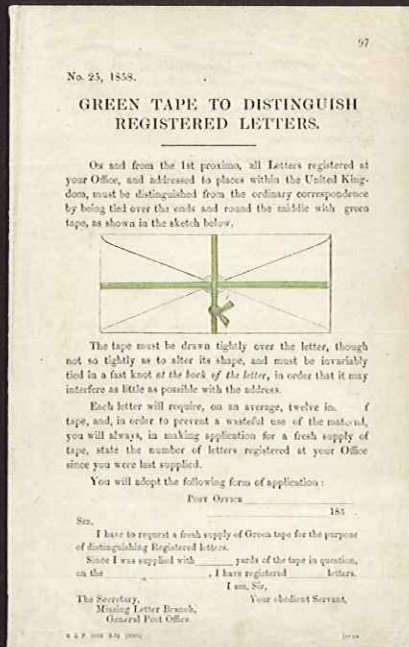 97
No. 25, 1858.
GREEN TAPE TO DISTINGUISH
REGISTERED LETTERS.
On and from the 1st proximo, all Letters registered at
your Office, and addressed to places within the United King-
dom, must be distinguished from the ordinary correspondence
by being tied over the ends and round the middle with green
tape, as shown in the sketch below.
The tape must be drawn tightly over the letter, though
not so tightly as to alter its shape, and must be invariably
tied in a fast knot at the back of the letter, in order that it may
interfere as little as possible with the address.
Each letter will require, on an average, twelve
tape, and, in order to prevent a wasteful use of the material,
you will always, in making application for a fresh supply of
tape, state the number of letters registered at your Office
since you were last supplied.
You will adopt the following form of application :
Post Office
185
Sir,
I have to request a fresh supply of Green tape for the purpose
of distinguishing Registered letters.
Since I was supplied with ______ yards of the tape in question,
on the ______, I have registered ______ letters.
I am, Sir,
The Secretary, Your obedient Servant,
Missing Letter Branch,
General Post Office.